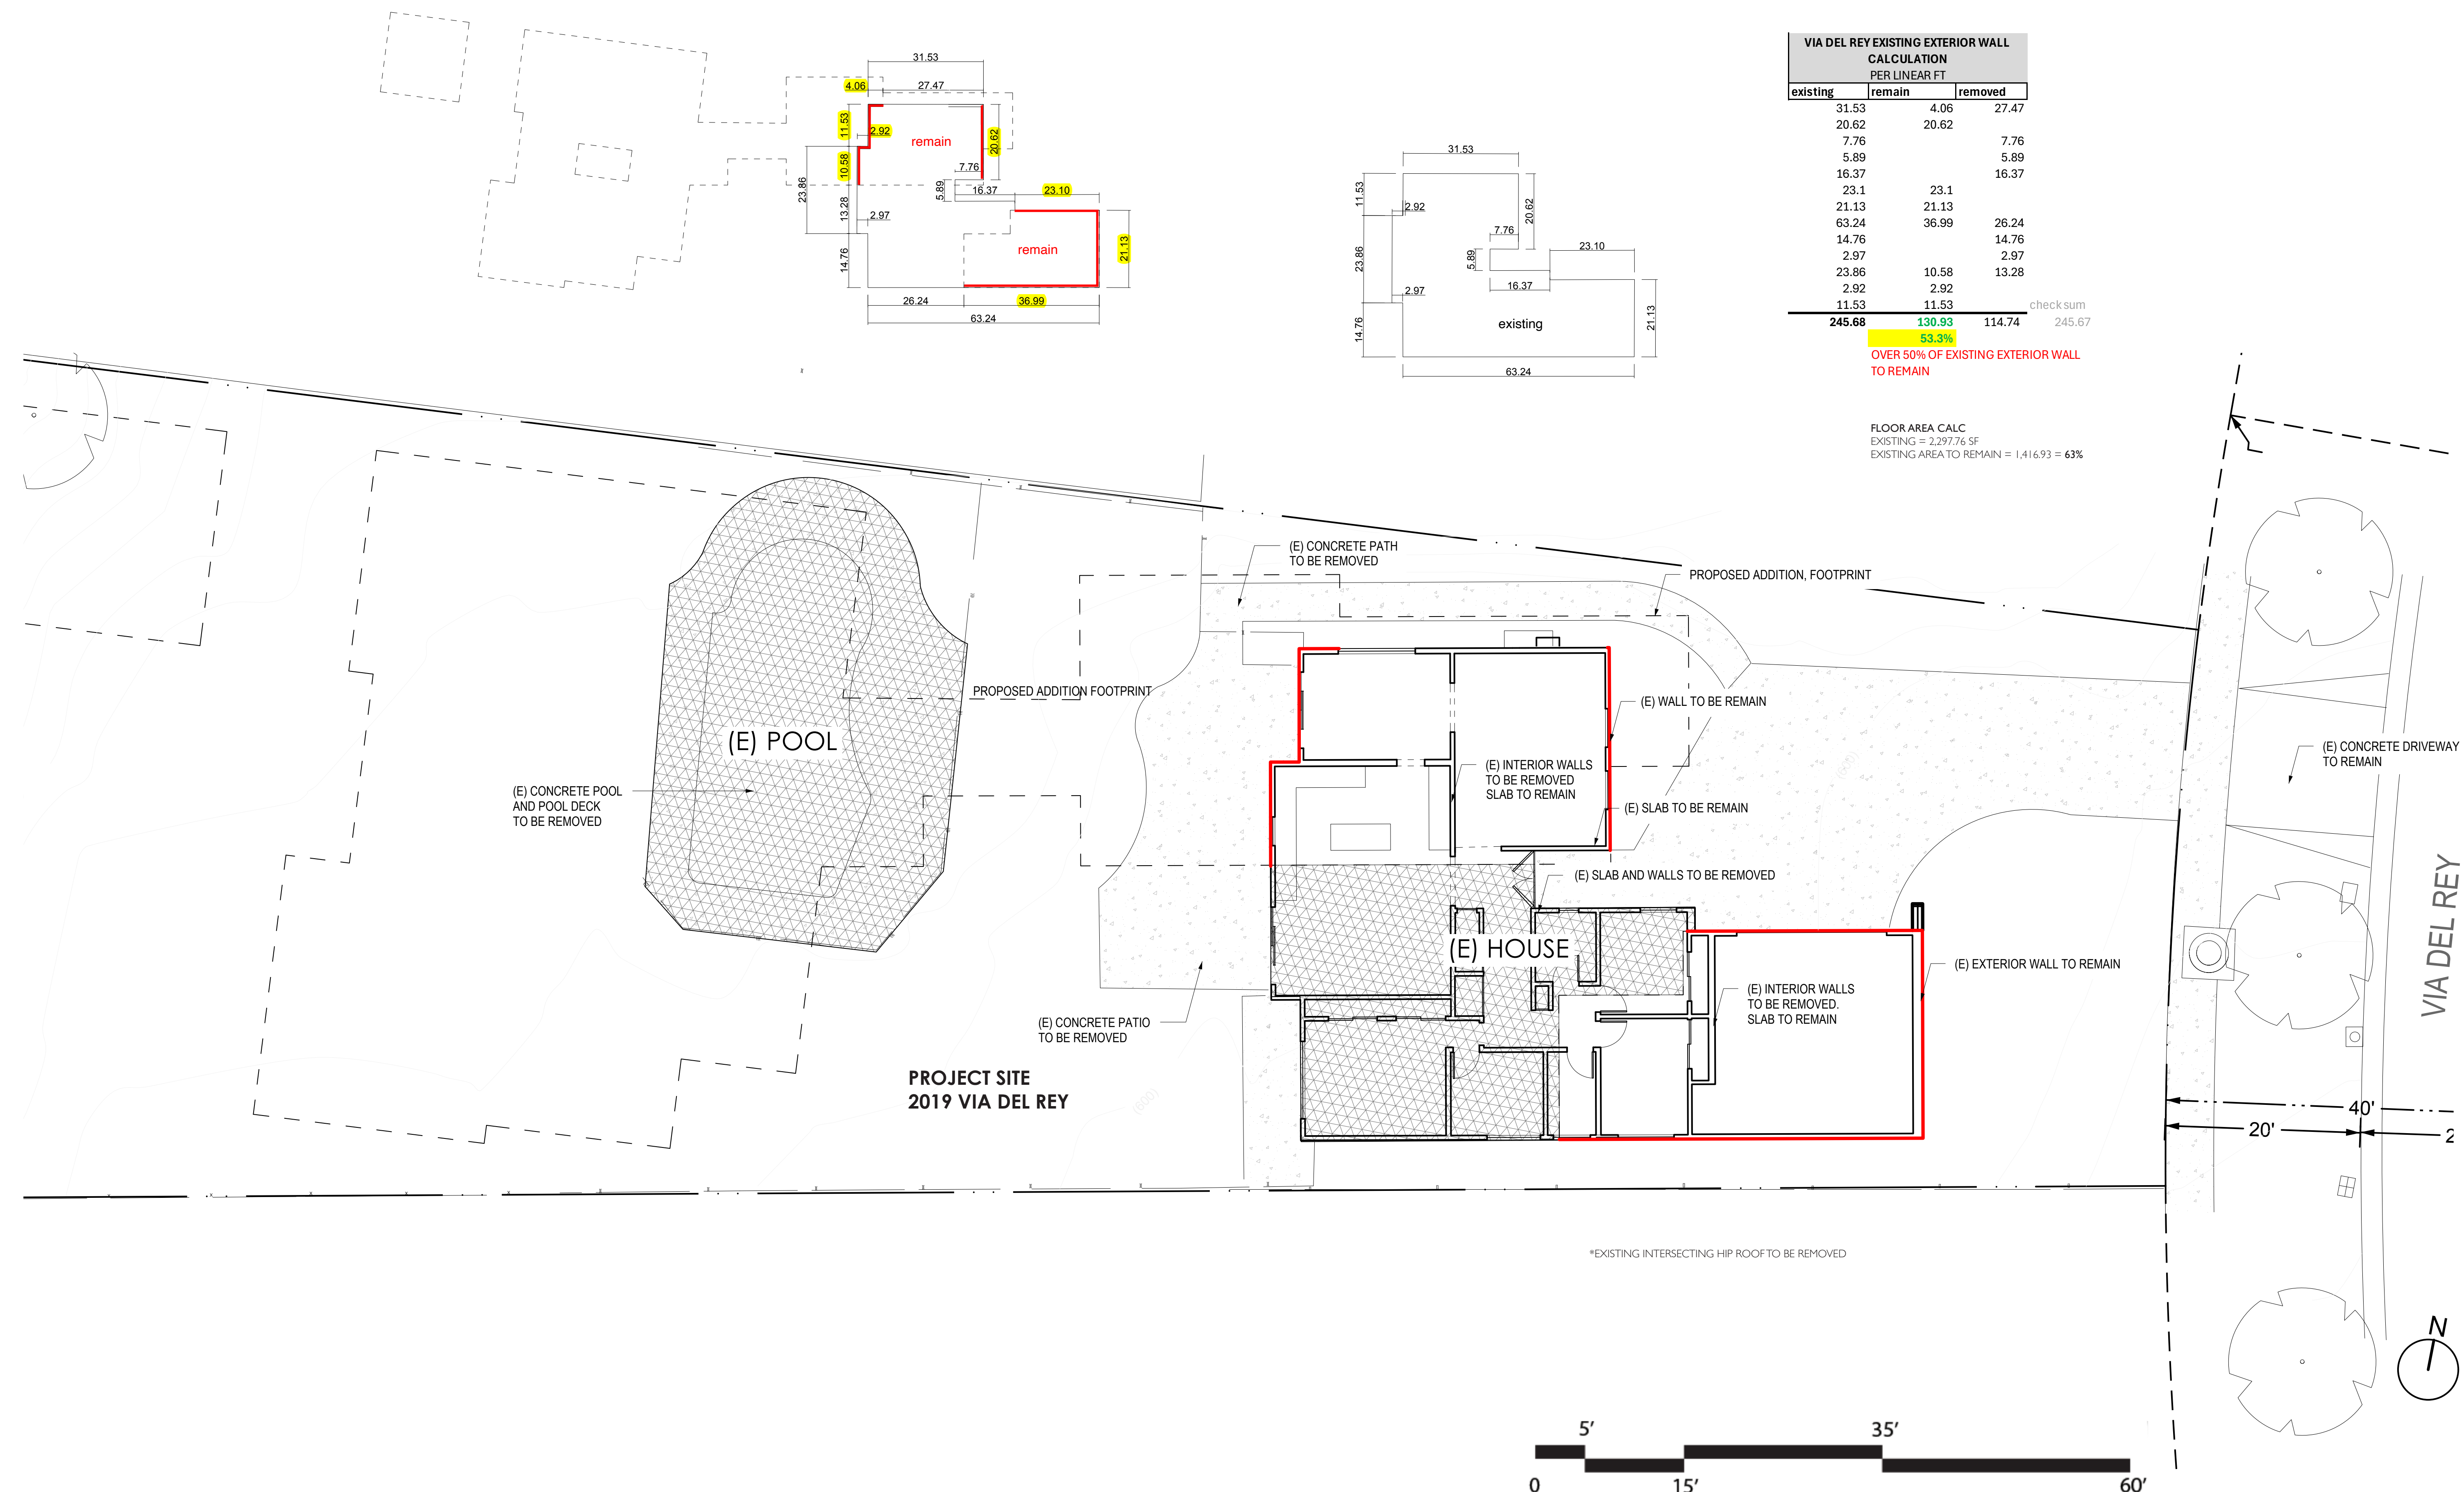 31.53
4.06 27.47
11.53
2.92
remain
20.62
10.58
7.76
23.86
5.89
16.37 23.10
13.28
2.97
remain
21.13
14.76
26.24 36.99
63.24
31.53
11.53
2.92
20.62
7.76
23.10
23.86
5.89
16.37
2.97
existing
21.13
14.76
63.24
VIA DEL REY EXISTING EXTERIOR WALL
CALCULATION
PER LINEAR FT
existing remain removed
31.53 4.06 27.47
20.62 20.62
7.76 7.76
5.89 5.89
16.37 16.37
23.1 23.1
21.13 21.13
63.24 36.99 26.24
14.76 14.76
2.97 2.97
23.86 10.58 13.28
2.92 2.92
11.53 11.53 check sum
245.68 130.93 114.74 245.67
53.3%
OVER 50% OF EXISTING EXTERIOR WALL
TO REMAIN
FLOOR AREA CALC
EXISTING = 2,297.76 SF
EXISTING AREA TO REMAIN = 1,416.93 = 63%
(E) CONCRETE PATH
TO BE REMOVED
PROPOSED ADDITION, FOOTPRINT
PROPOSED ADDITION FOOTPRINT
(E) WALL TO BE REMAIN
(E) POOL
(E) CONCRETE DRIVEWAY
TO REMAIN
(E) INTERIOR WALLS
TO BE REMOVED
SLAB TO REMAIN
(600)
(E) CONCRETE POOL
AND POOL DECK
TO BE REMOVED
(E) SLAB TO BE REMAIN
(E) SLAB AND WALLS TO BE REMOVED
VIA DEL REY
(E) HOUSE
(E) EXTERIOR WALL TO REMAIN
(E) INTERIOR WALLS
TO BE REMOVED.
SLAB TO REMAIN
(E) CONCRETE PATIO
TO BE REMOVED
PROJECT SITE
2019 VIA DEL REY
(600)
40'
20'
2
*EXISTING INTERSECTING HIP ROOF TO BE REMOVED
N
5’ 35’
0 15’ 60’